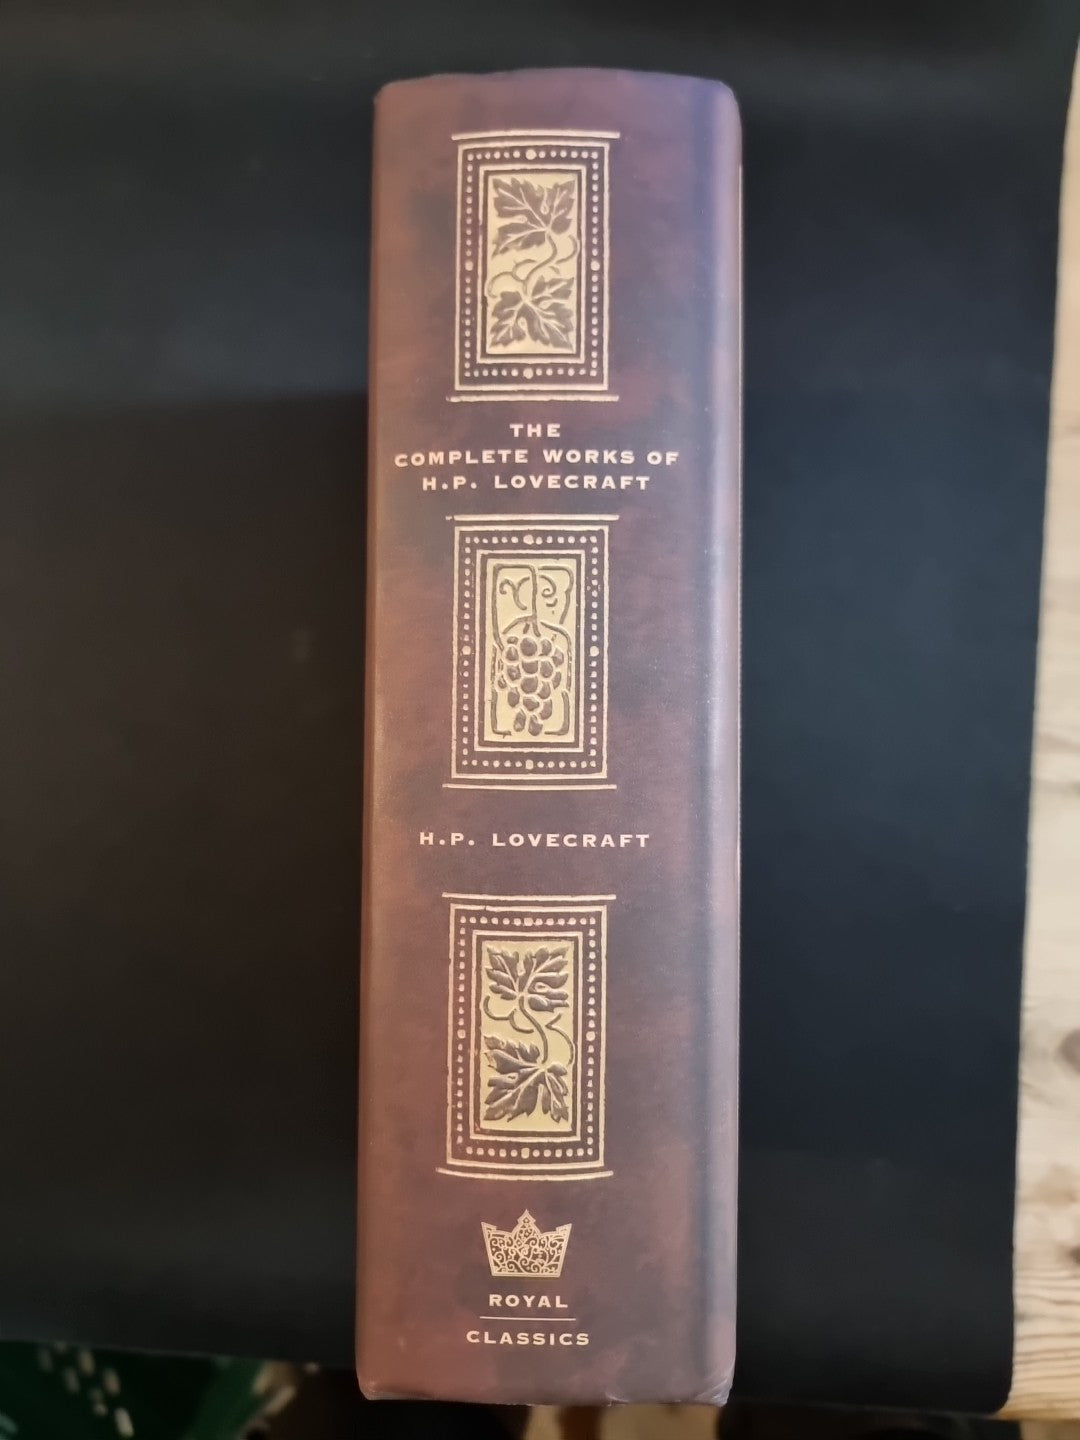 THE
COMPLETE WORKS OF
H.P. LOVECRAFT
H.P. LOVECRAFT
ROYAL
CLASSICS